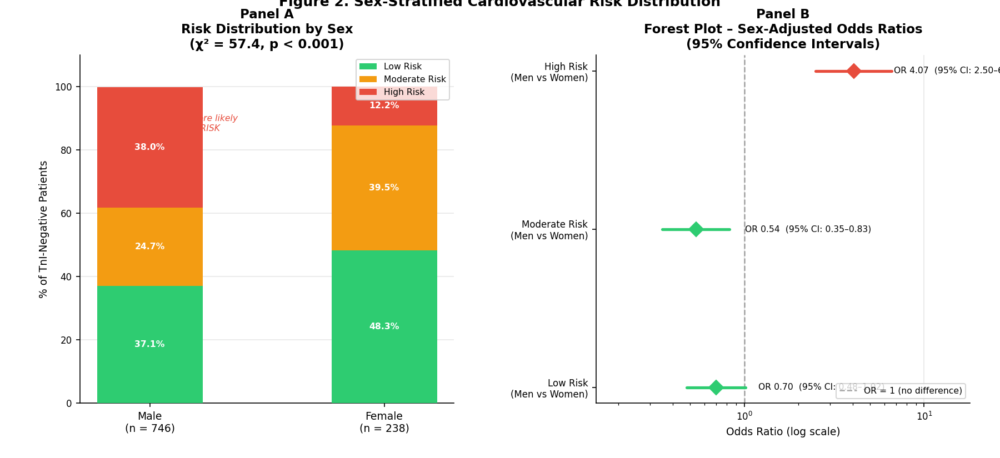 Figure 2. Sex-Stratified Cardiovascular Risk Distribution
Panel A
Risk Distribution by Sex
(χ² = 57.4, p < 0.001)
Low Risk
Moderate Risk
High Risk
% of TnI-Negative Patients
100
80
60
40
20
0
likely
RISK
38.0%
24.7%
37.1%
12.2%
39.5%
48.3%
Male
(n = 746)
Female
(n = 238)
Panel B
Forest Plot – Sex-Adjusted Odds Ratios
(95% Confidence Intervals)
High Risk
(Men vs Women)
OR 4.07 (95% CI: 2.50–6
Moderate Risk
(Men vs Women)
OR 0.54 (95% CI: 0.35–0.83)
Low Risk
(Men vs Women)
OR 0.70 (95% CI: 0.48–1.02)
OR = 1 (no difference)
10⁰
10¹
Odds Ratio (log scale)